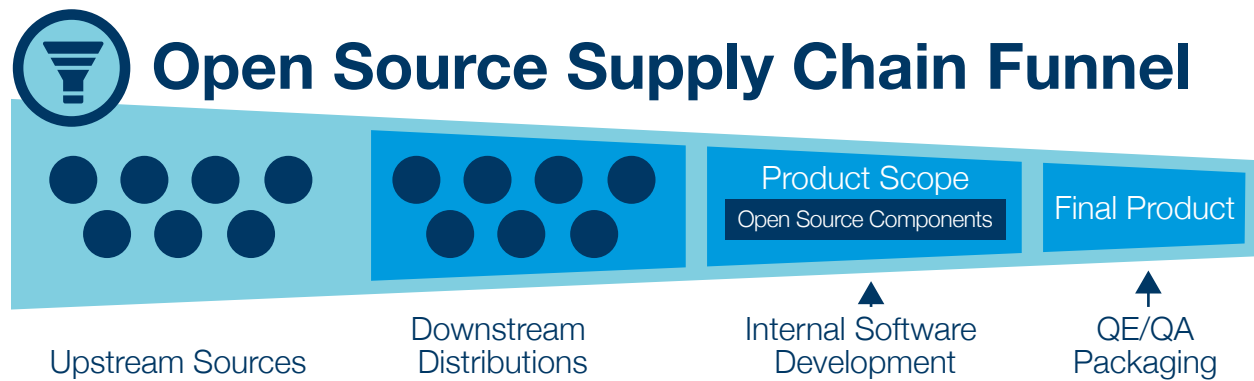 Open Source Supply Chain Funnel
Product Scope
Open Source Components
Final Product
Upstream Sources
Downstream
Distributions
Internal Software
Development
QE/QA
Packaging